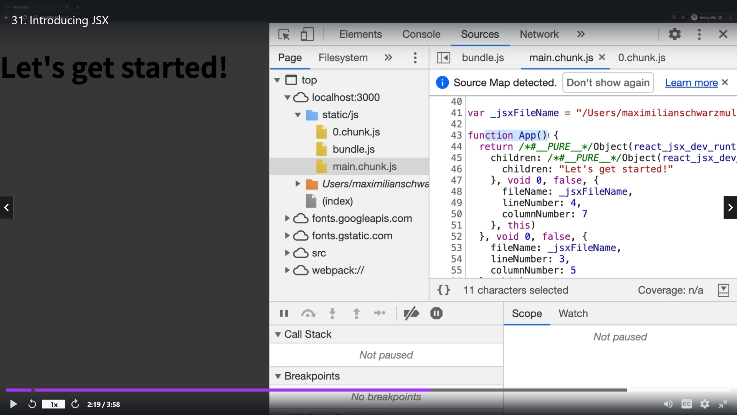 31. Introducing JSX
Let's get started!
Elements
Console
Sources
Network
Page
Filesystem
bundle.js
main.chunk.js
0.chunk.js
top
localhost:3000
static/js
0.chunk.js
bundle.js
main.chunk.js
Users/maximilianschwa
(index)
fonts.googleapis.com
fonts.gstatic.com
src
webpack://
Source Map detected.
Don't show again
Learn more
40
41 var _jsxFileName = "/Users/maximilianschwarzmul
42
43 function App() {
44 return /*#__PURE__*/Object(react_jsx_dev_runt
45 children: /*#__PURE__*/Object(react_jsx_dev_
46 children: "Let's get started!"
47 }, void 0, false, {
48 fileName: _jsxFileName,
49 lineNumber: 4,
50 columnNumber: 7
51 }, this)
52 }, void 0, false, {
53 fileName: _jsxFileName,
54 lineNumber: 3,
55 columnNumber: 5
{} 11 characters selected
Coverage: n/a
Call Stack
Not paused
Breakpoints
No breakpoints
Scope
Watch
Not paused
1x
2:19 / 3:58